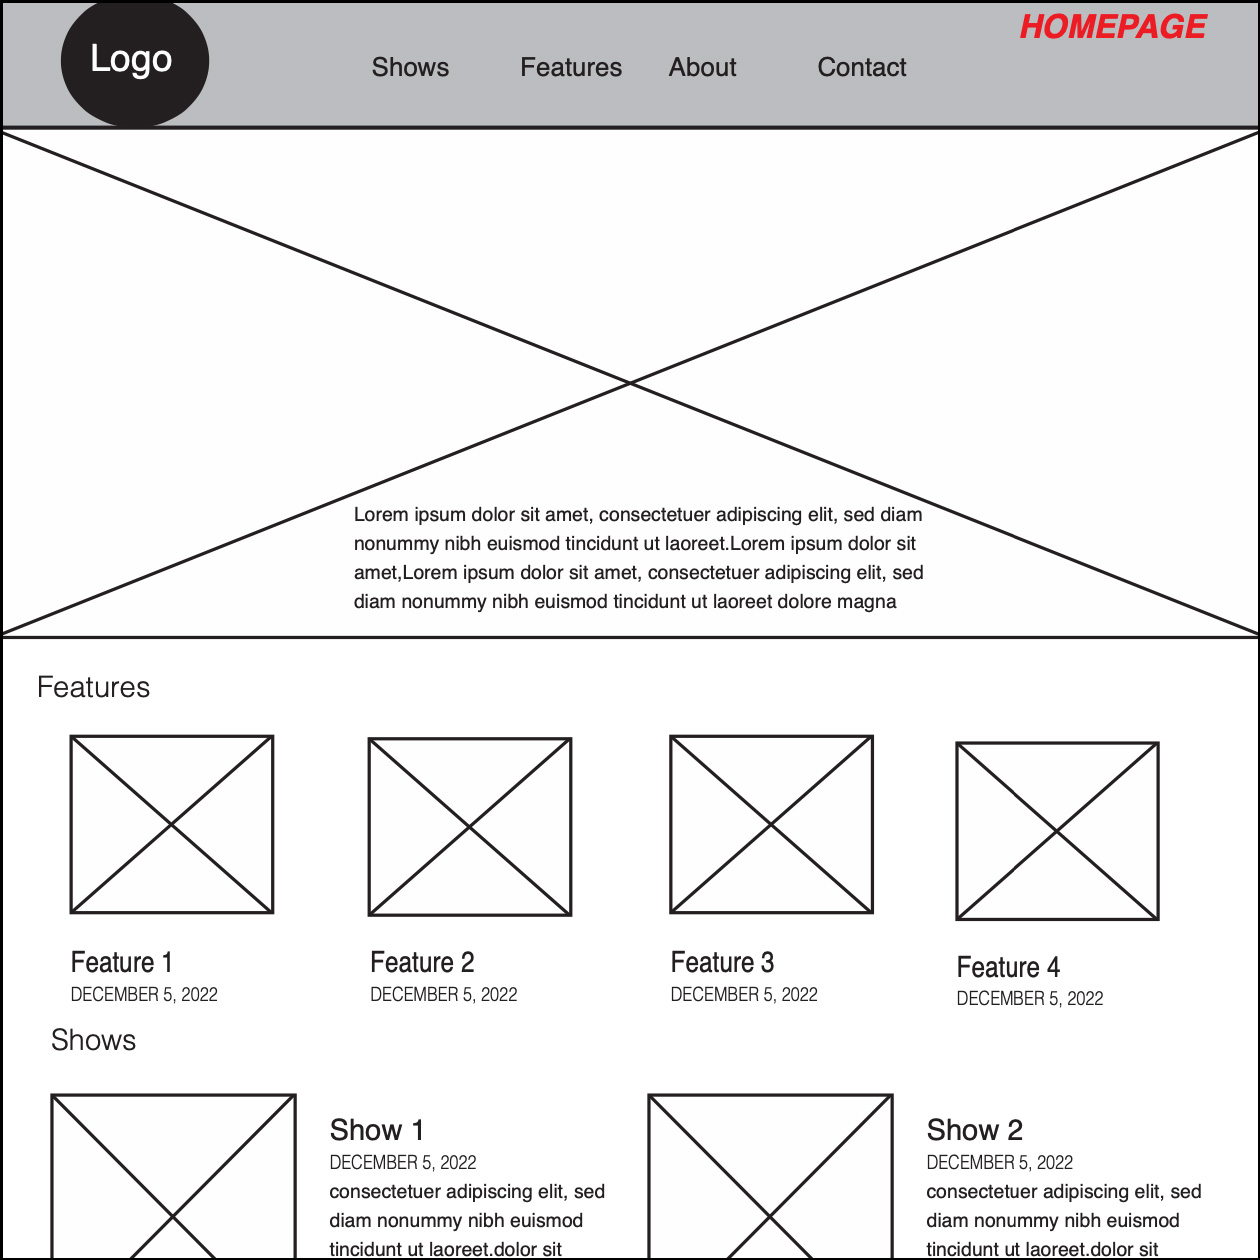 HOMEPAGE
Logo
Shows Features About Contact
Lorem ipsum dolor sit amet, consectetuer adipiscing elit, sed diam
nonummy nibh euismod tincidunt ut laoreet.Lorem ipsum dolor sit
amet,Lorem ipsum dolor sit amet, consectetuer adipiscing elit, sed
diam nonummy nibh euismod tincidunt ut laoreet dolore magna
Features
Feature 1
DECEMBER 5, 2022
Feature 2
DECEMBER 5, 2022
Feature 3
DECEMBER 5, 2022
Feature 4
DECEMBER 5, 2022
Shows
Show 1
DECEMBER 5, 2022
consectetuer adipiscing elit, sed
diam nonummy nibh euismod
tincidunt ut laoreet.dolor sit
Show 2
DECEMBER 5, 2022
consectetuer adipiscing elit, sed
diam nonummy nibh euismod
tincidunt ut laoreet.dolor sit